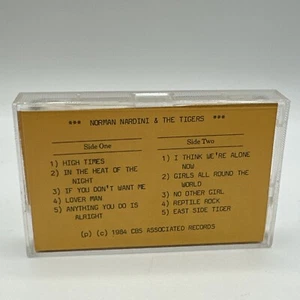 *** NORMAN NARDINI & THE TIGERS ***
Side One
1) HIGH TIMES
2) IN THE HEAT OF THE
NIGHT
3) IF YOU DON'T WANT ME
4) LOVER MAN
5) ANYTHING YOU DO IS
ALRIGHT
Side Two
1) I THINK WE'RE ALONE
NOW
2) GIRLS ALL ROUND THE
WORLD
3) NO OTHER GIRL
4) REPTILE ROCK
5) EAST SIDE TIGER
(p) (c) 1984 CBS ASSOCIATED RECORDS